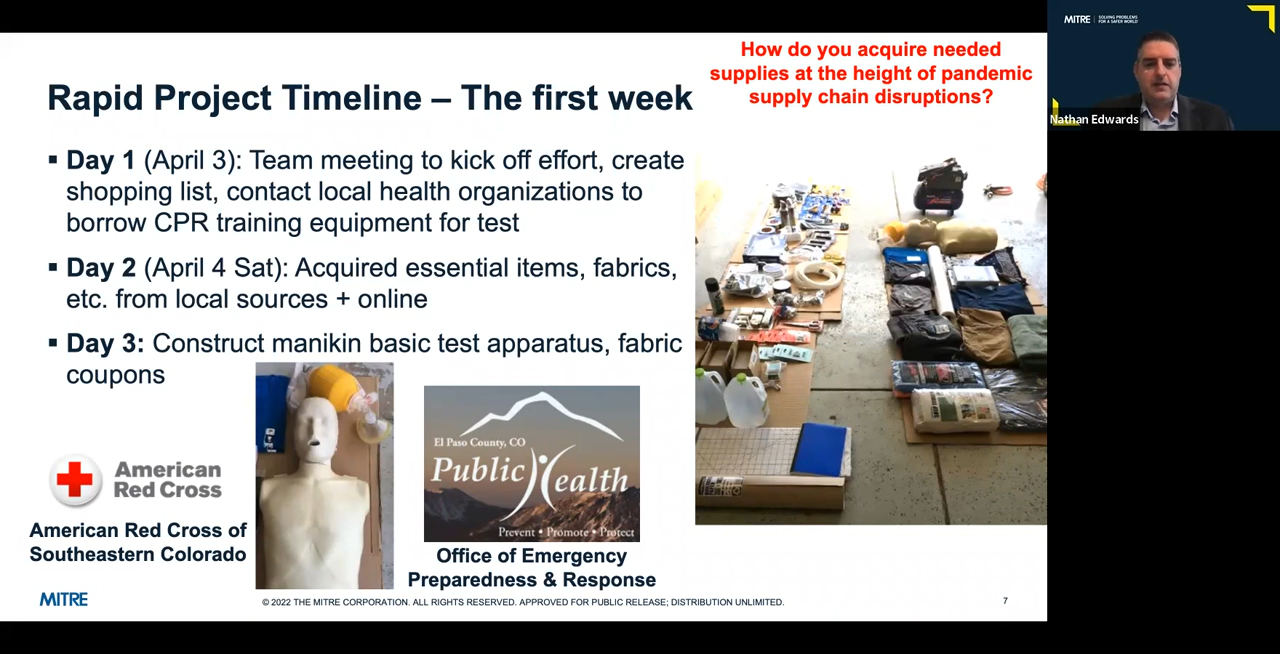 How do you acquire needed
supplies at the height of pandemic
supply chain disruptions?
Rapid Project Timeline – The first week
▪ Day 1 (April 3): Team meeting to kick off effort, create
shopping list, contact local health organizations to
borrow CPR training equipment for test
▪ Day 2 (April 4 Sat): Acquired essential items, fabrics,
etc. from local sources + online
▪ Day 3: Construct manikin basic test apparatus, fabric
coupons
American
Red Cross
American Red Cross of
Southeastern Colorado
El Paso County, CO
Public Health
Prevent • Promote • Protect
Office of Emergency
Preparedness & Response
MITRE
© 2022 THE MITRE CORPORATION. ALL RIGHTS RESERVED. APPROVED FOR PUBLIC RELEASE; DISTRIBUTION UNLIMITED.
7
MITRE | SOLVING PROBLEMS
FOR A SAFER WORLD
Nathan Edwards